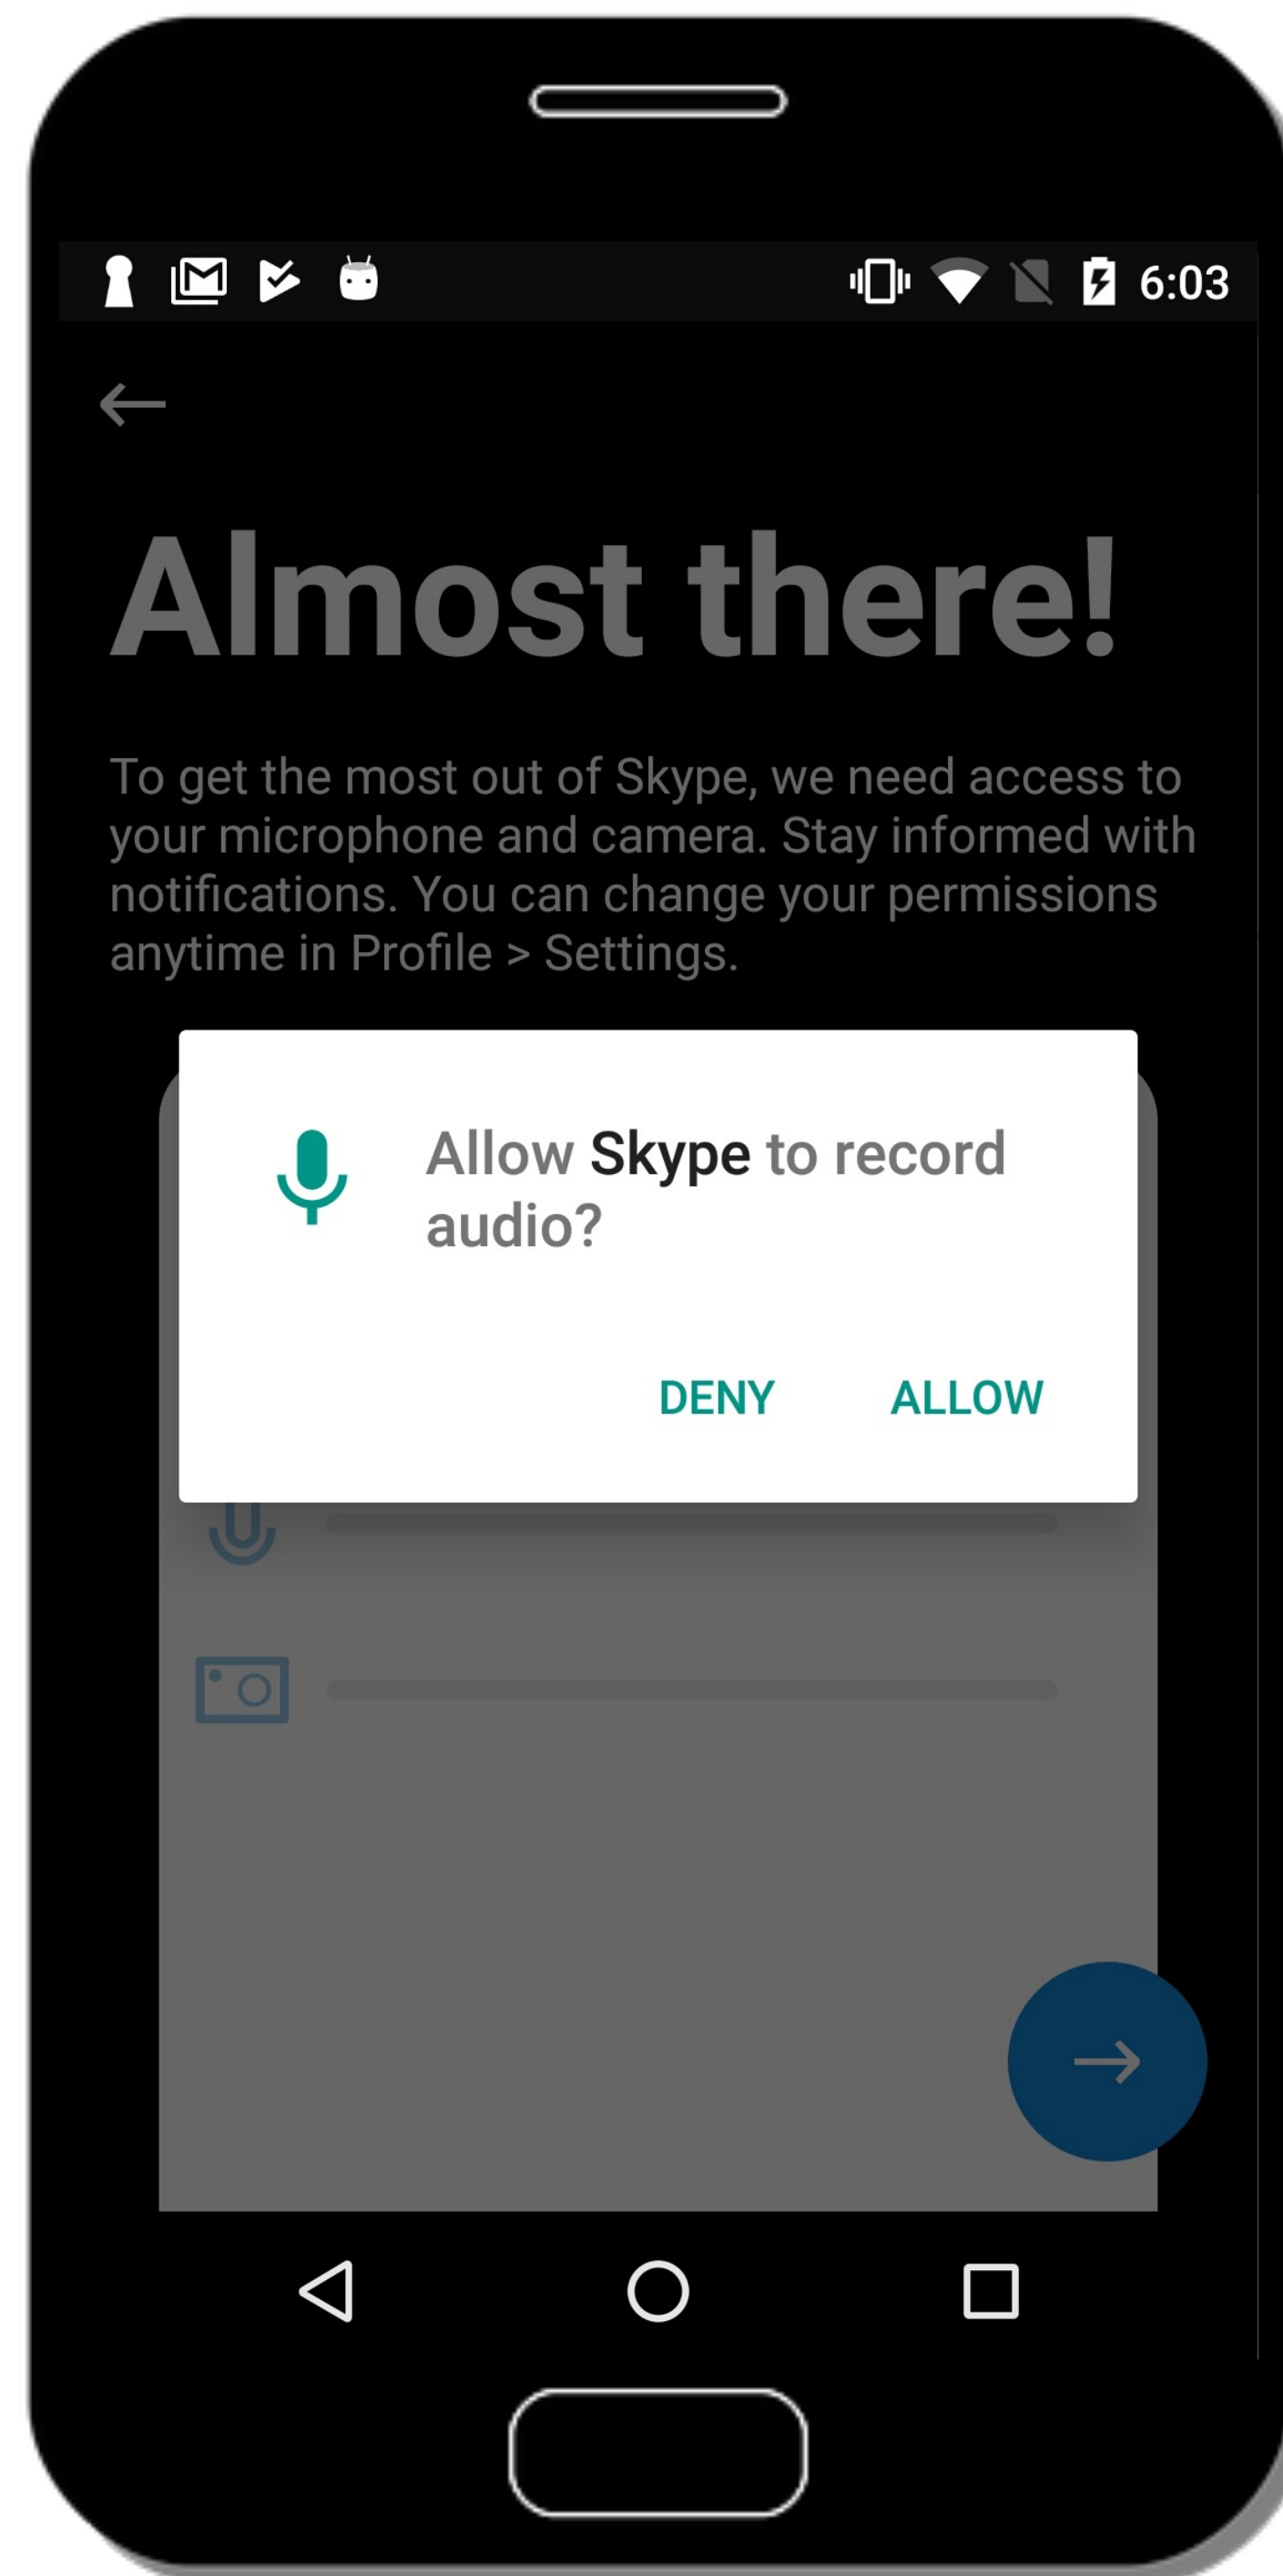 6:03
Almost there!
To get the most out of Skype, we need access to
your microphone and camera. Stay informed with
notifications. You can change your permissions
anytime in Profile > Settings.
Allow Skype to record
audio?
DENY ALLOW